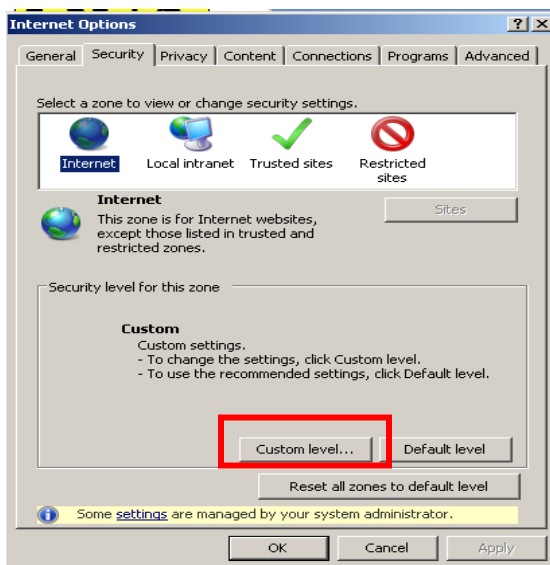 Internet Options
General Security Privacy Content Connections Programs Advanced
Select a zone to view or change security settings.
Internet Local intranet Trusted sites Restricted sites
Internet
This zone is for Internet websites,
except those listed in trusted and
restricted zones.
Sites
Security level for this zone
Custom
Custom settings.
- To change the settings, click Custom level.
- To use the recommended settings, click Default level.
Custom level... Default level
Reset all zones to default level
Some settings are managed by your system administrator.
OK Cancel Apply